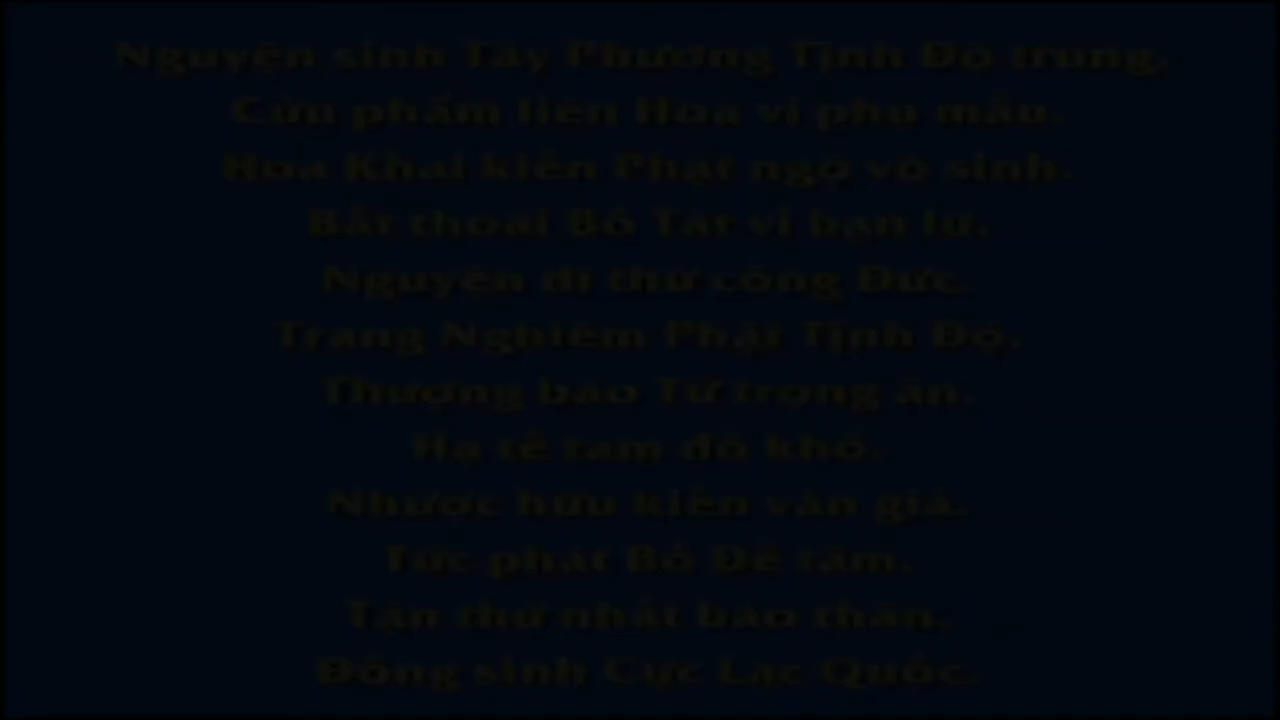 Nguyện sinh Tây Phương Tịnh Độ trung.
Cửu phẩm liên Hoa vi phụ mẫu.
Hoa Khai kiến Phật ngộ vô sinh.
Bất thoái Bồ Tát vi bạn lữ.
Nguyện dĩ thử công Đức.
Trang Nghiêm Phật Tịnh Độ.
Thượng báo Tứ trọng ân.
Hạ tế tam đồ khổ.
Nhược hữu kiến văn giả.
Tức phát Bồ Đề tâm.
Tận thử nhất báo thân.
Đồng sinh Cực Lạc Quốc.